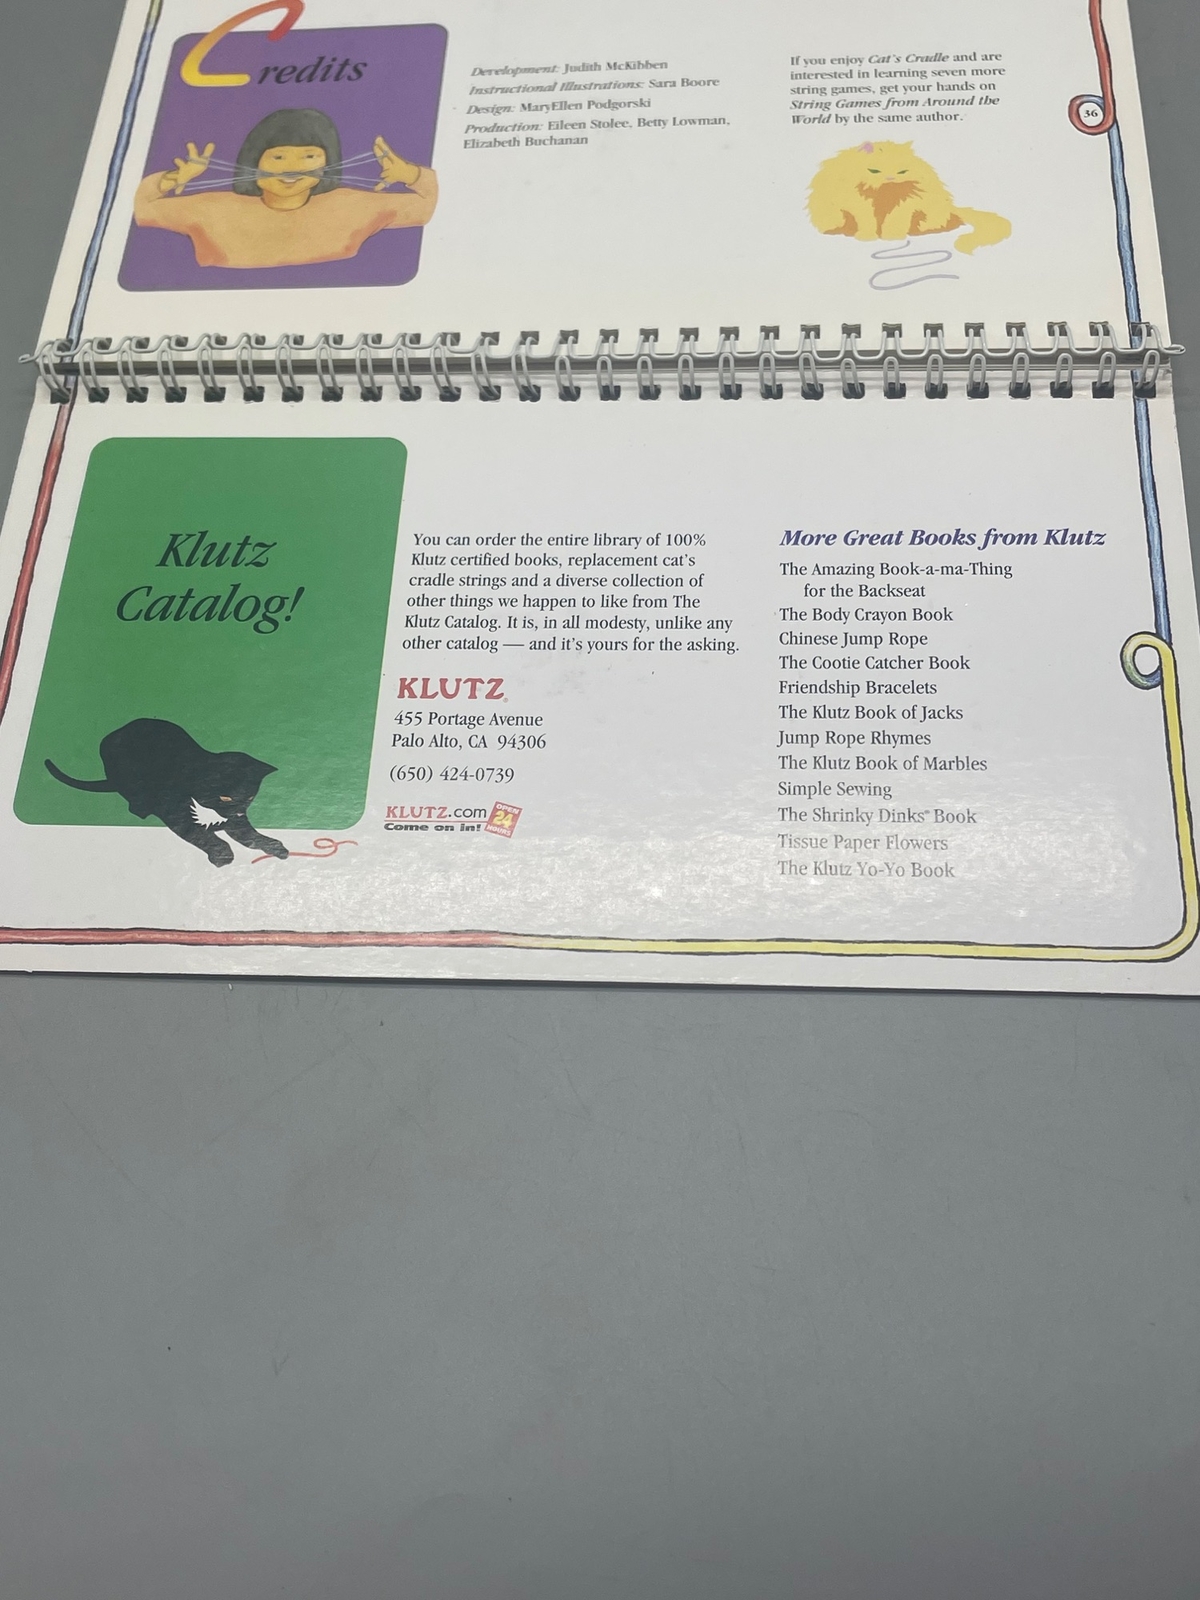 Credits
Development: Judith McKibben
Instructional Illustrations: Sara Boore
Design: MaryEllen Podgorski
Production: Eileen Stolee, Betty Lowman,
Elizabeth Buchanan
If you enjoy Cat's Cradle and are
interested in learning seven more
string games, get your hands on
String Games from Around the
World by the same author.
36
Klutz
Catalog!
You can order the entire library of 100%
Klutz certified books, replacement cat's
cradle strings and a diverse collection of
other things we happen to like from The
Klutz Catalog. It is, in all modesty, unlike any
other catalog — and it's yours for the asking.
KLUTZ®
455 Portage Avenue
Palo Alto, CA 94306
(650) 424-0739
KLUTZ.com
Come on in!
OPEN
24
HOURS
More Great Books from Klutz
The Amazing Book-a-ma-Thing
for the Backseat
The Body Crayon Book
Chinese Jump Rope
The Cootie Catcher Book
Friendship Bracelets
The Klutz Book of Jacks
Jump Rope Rhymes
The Klutz Book of Marbles
Simple Sewing
The Shrinky Dinks® Book
Tissue Paper Flowers
The Klutz Yo-Yo Book